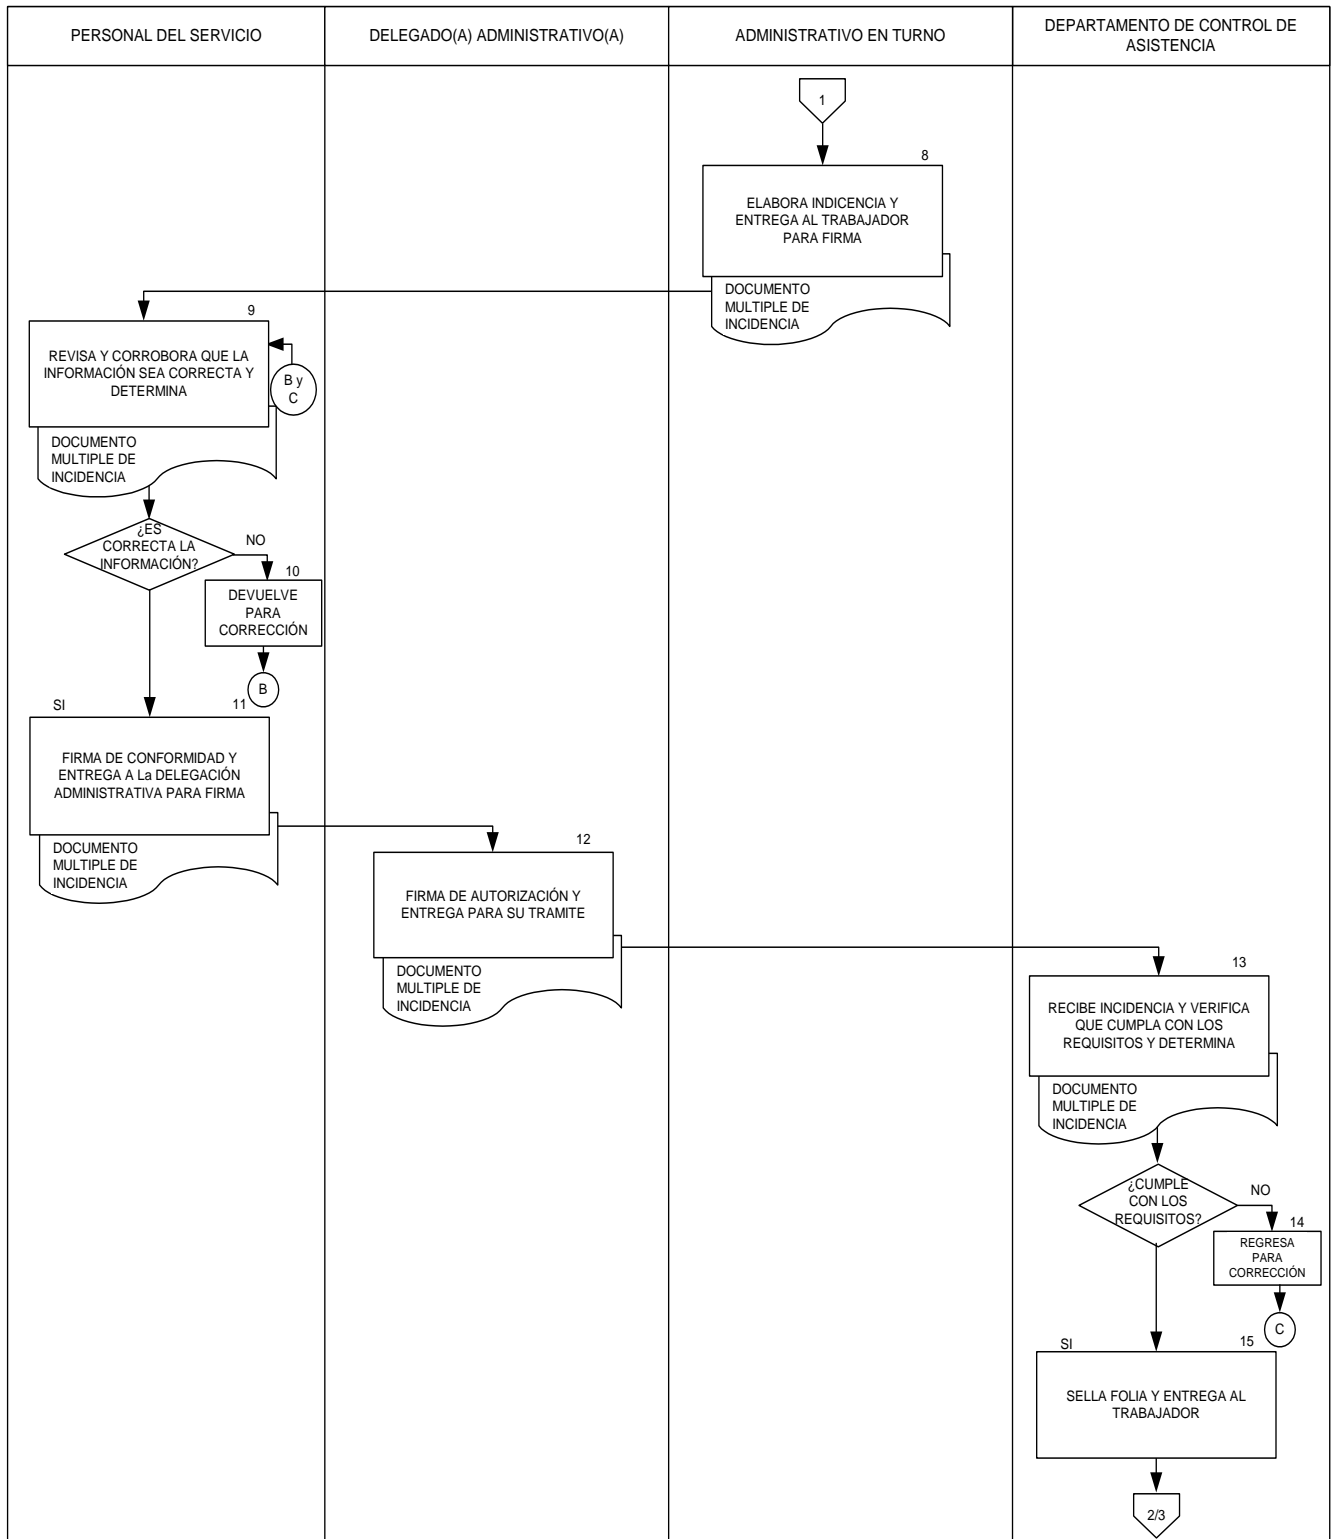 PERSONAL DEL SERVICIO
DELEGADO(A) ADMINISTRATIVO(A)
ADMINISTRATIVO EN TURNO
DEPARTAMENTO DE CONTROL DE
ASISTENCIA
1
8
ELABORA INDICENCIA Y
ENTREGA AL TRABAJADOR
PARA FIRMA
DOCUMENTO
MULTIPLE DE
INCIDENCIA
9
REVISA Y CORROBORA QUE LA
INFORMACIÓN SEA CORRECTA Y
DETERMINA
B y
C
DOCUMENTO
MULTIPLE DE
INCIDENCIA
¿ES
CORRECTA LA
INFORMACIÓN?
NO
10
DEVUELVE
PARA
CORRECCIÓN
B
SI
11
FIRMA DE CONFORMIDAD Y
ENTREGA A La DELEGACIÓN
ADMINISTRATIVA PARA FIRMA
DOCUMENTO
MULTIPLE DE
INCIDENCIA
12
FIRMA DE AUTORIZACIÓN Y
ENTREGA PARA SU TRAMITE
DOCUMENTO
MULTIPLE DE
INCIDENCIA
13
RECIBE INCIDENCIA Y VERIFICA
QUE CUMPLA CON LOS
REQUISITOS Y DETERMINA
DOCUMENTO
MULTIPLE DE
INCIDENCIA
¿CUMPLE
CON LOS
REQUISITOS?
NO
14
REGRESA
PARA
CORRECCIÓN
C
SI
15
SELLA FOLIA Y ENTREGA AL
TRABAJADOR
2/3